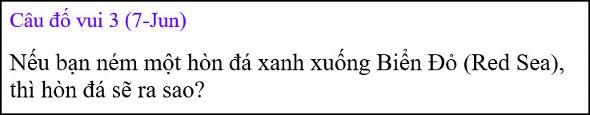 Câu đố vui 3 (7-Jun)
Nếu bạn ném một hòn đá xanh xuống Biển Đỏ (Red Sea),
thì hòn đá sẽ ra sao?